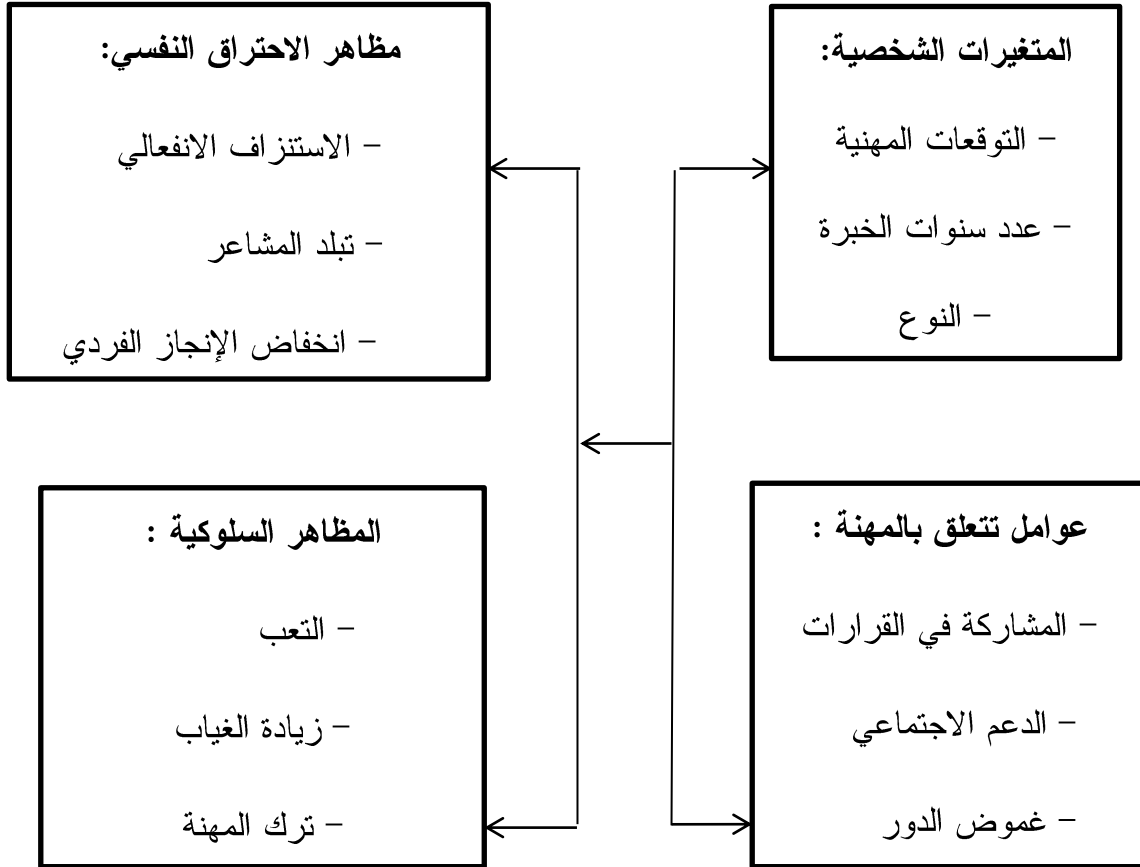 المتغيرات الشخصية:
– التوقعات المهنية
– عدد سنوات الخبرة
– النوع
مظاهر الاحتراق النفسي:
– الاستنزاف الانفعالي
– تبلد المشاعر
– انخفاض الإنجاز الفردي
عوامل تتعلق بالمهنة :
– المشاركة في القرارات
– الدعم الاجتماعي
– غموض الدور
المظاهر السلوكية :
– التعب
– زيادة الغياب
– ترك المهنة